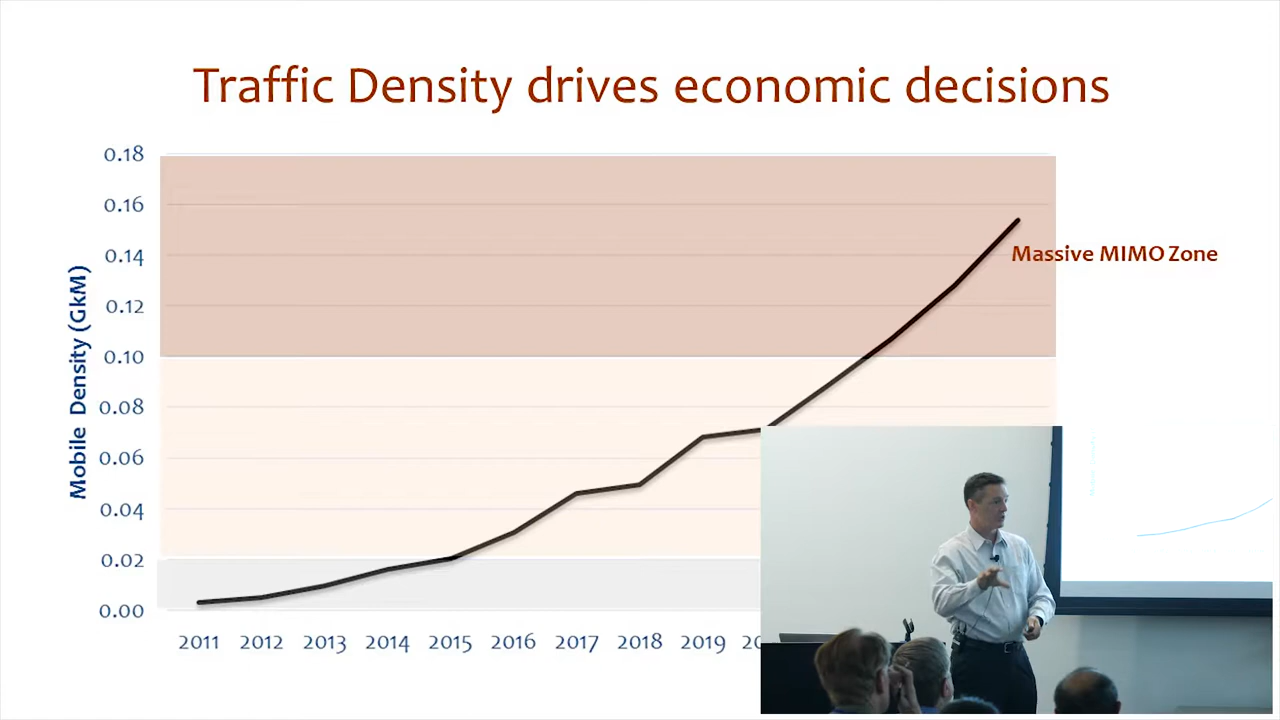 Traffic Density drives economic decisions
0.18
0.16
0.14
Massive MIMO Zone
0.12
0.10
0.08
0.06
0.04
0.02
0.00
Mobile Density (GkM)
2011 2012 2013 2014 2015 2016 2017 2018 2019